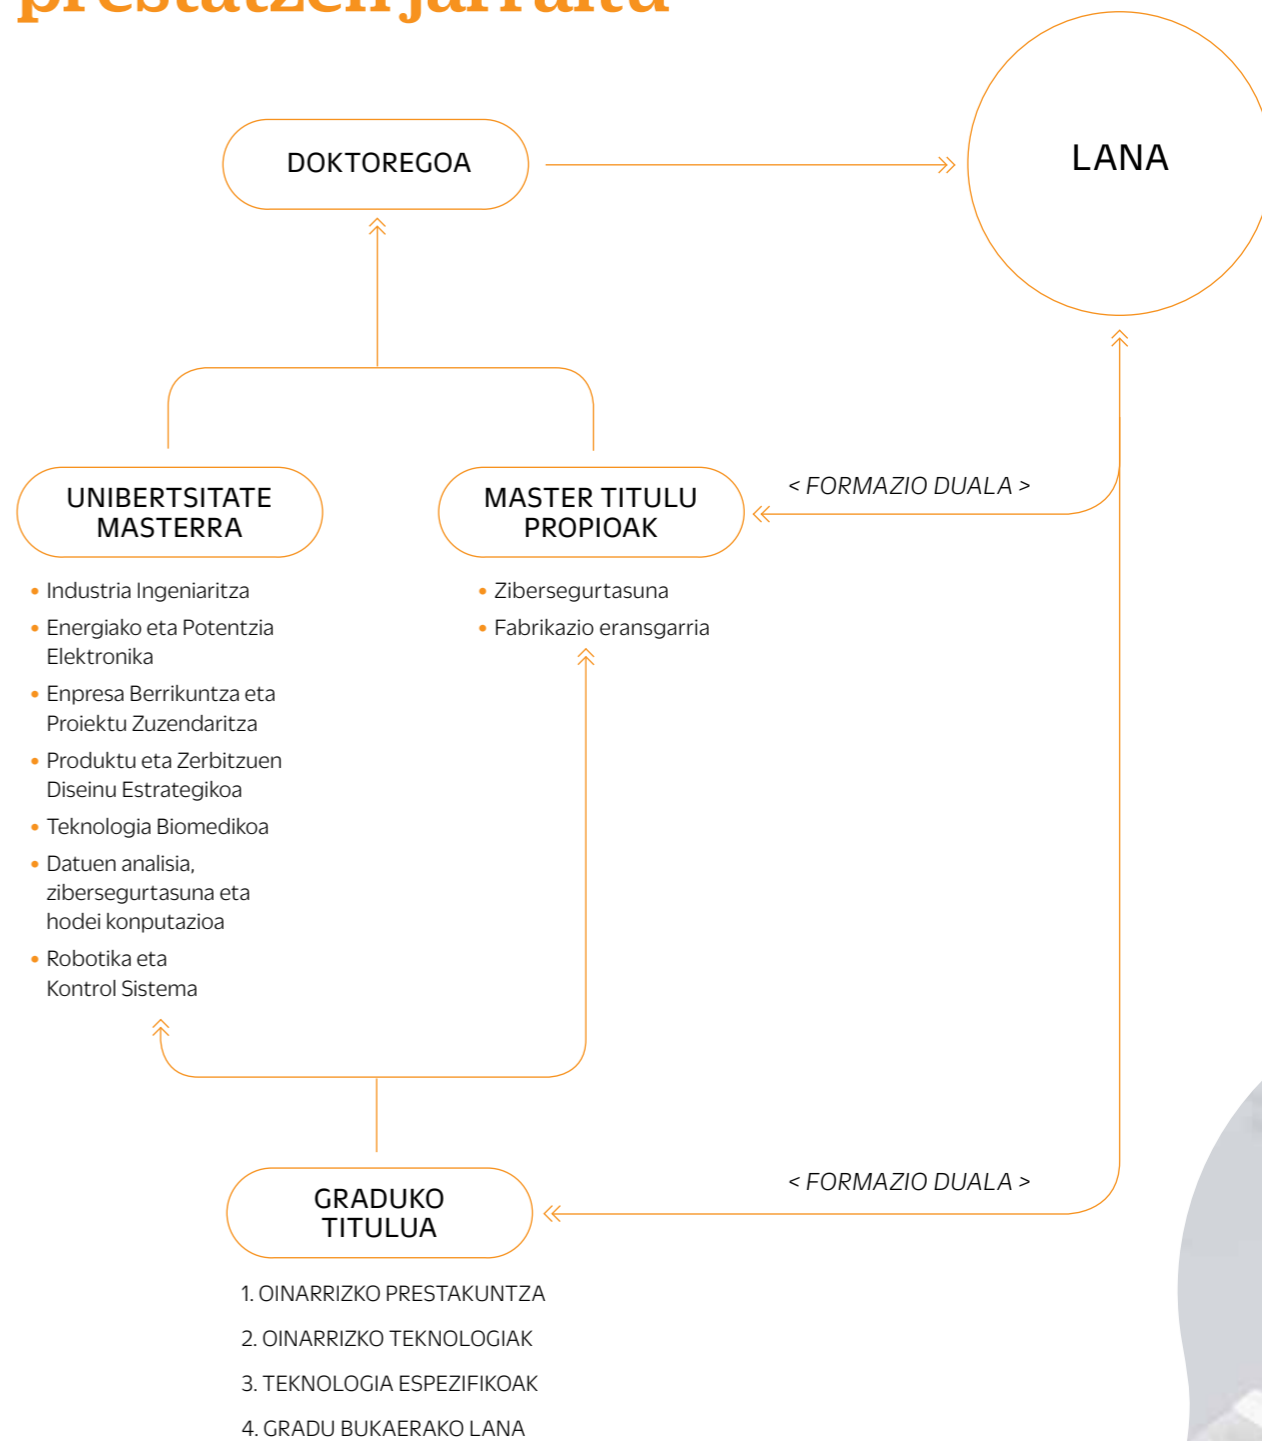 prestatzen jarraitu
DOKTOREGOA
LANA
UNIBERTSITATE
MASTERRA
• Industria Ingeniaritza
• Energiako eta Potentzia
Elektronika
• Enpresa Berrikuntza eta
Proiektu Zuzendaritza
• Produktu eta Zerbitzuen
Diseinu Estrategikoa
• Teknologia Biomedikoa
• Datuen analisia,
zibersegurtasuna eta
hodei konputazioa
• Robotika eta
Kontrol Sistema
MASTER TITULU
PROPIOAK
• Zibersegurtasuna
• Fabrikazio eransgarria
< FORMAZIO DUALA >
< FORMAZIO DUALA >
GRADUKO
TITULUA
1. OINARRIZKO PRESTAKUNTZA
2. OINARRIZKO TEKNOLOGIAK
3. TEKNOLOGIA ESPEZIFIKOAK
4. GRADU BUKAERAKO LANA